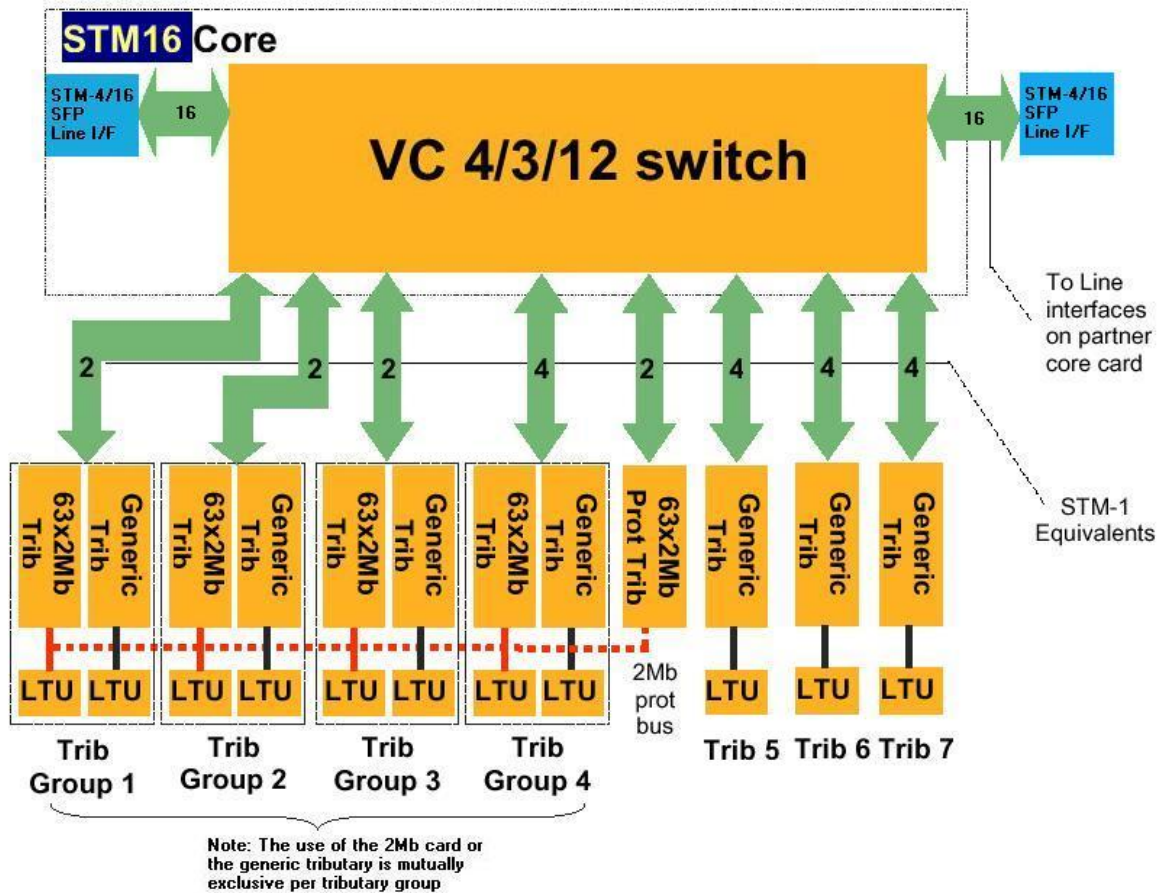 STM16 Core
STM-4/16
SFP
Line I/F
16
VC 4/3/12 switch
16
STM-4/16
SFP
Line I/F
To Line
interfaces
on partner
core card
2
2
2
4
2
4
4
4
STM-1
Equivalents
63x2Mb
Trib
Generic
Trib
63x2Mb
Trib
Generic
Trib
63x2Mb
Trib
Generic
Trib
63x2Mb
Trib
Generic
Trib
63x2Mb
Prot Trib
Generic
Trib
Generic
Trib
Generic
Trib
LTU
LTU
LTU
LTU
LTU
LTU
LTU
LTU
2Mb
prot
bus
LTU
LTU
LTU
Trib
Group 1
Trib
Group 2
Trib
Group 3
Trib
Group 4
Trib 5
Trib 6
Trib 7
Note: The use of the 2Mb card or
the generic tributary is mutually
exclusive per tributary group